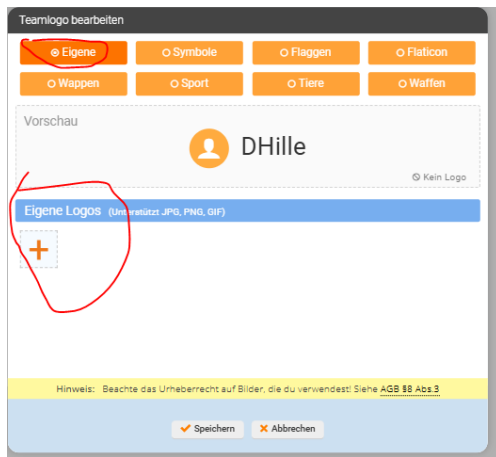 Teamlogo bearbeiten
Eigene Symbole Flaggen Flaticon
Wappen Sport Tiere Waffen
Vorschau
DHille
Kein Logo
Eigene Logos (Unterstützt JPG, PNG, GIF)
+
Hinweis: Beachte das Urheberrecht auf Bilder, die du verwendest! Siehe AGB §8 Abs.3
Speichern Abbrechen